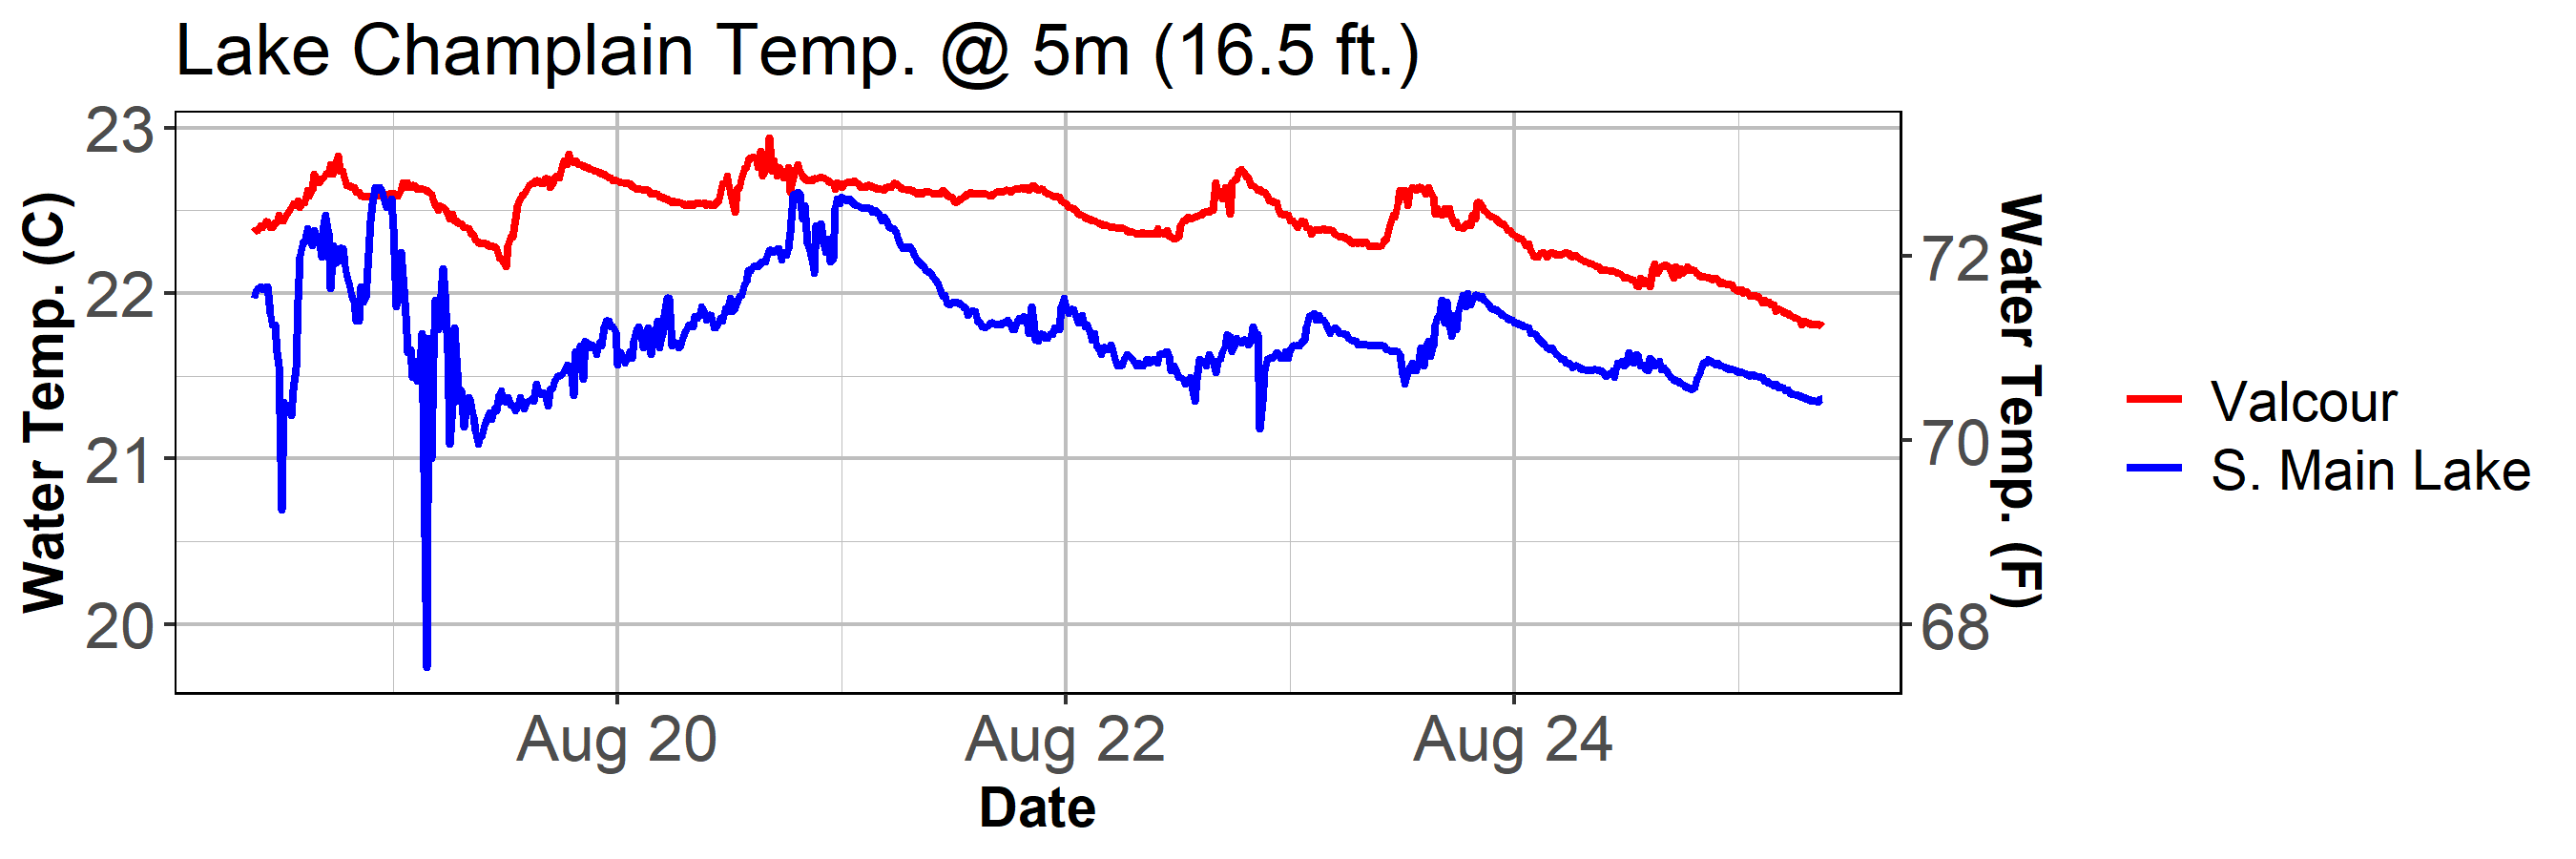 Lake Champlain Temp. @ 5m (16.5 ft.)
Water Temp. (C)
23
22
21
20
72
70
68
Water Temp. (F)
Aug 20
Aug 22
Aug 24
Date
Valcour
S. Main Lake